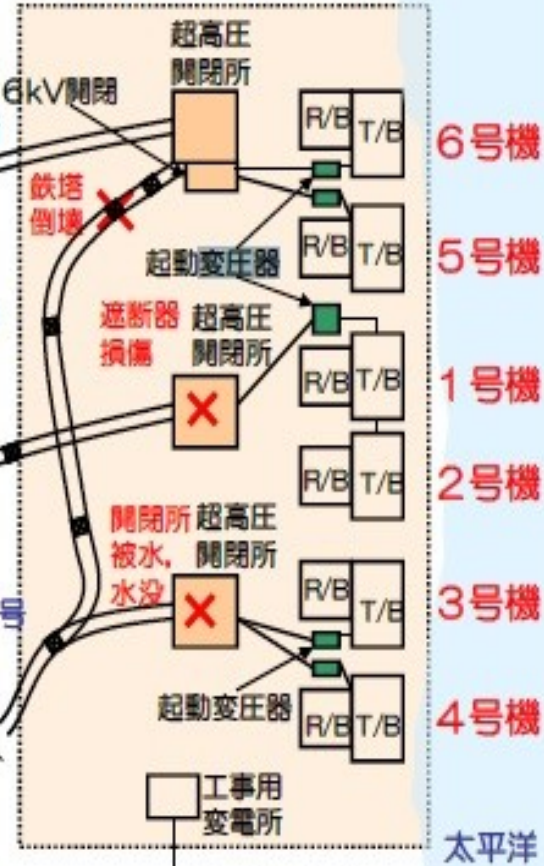 超高圧
開閉所
6kV開閉
R/B T/B
6号機
鉄塔
倒壊
5号機
R/B T/B
起動変圧器
遮断器 超高圧
損傷 開閉所
R/B T/B
1号機
R/B T/B
2号機
開閉所 超高圧
被水, 開閉所
水没
R/B T/B
3号機
起動変圧器
R/B T/B
4号機
工事用
変電所
太平洋